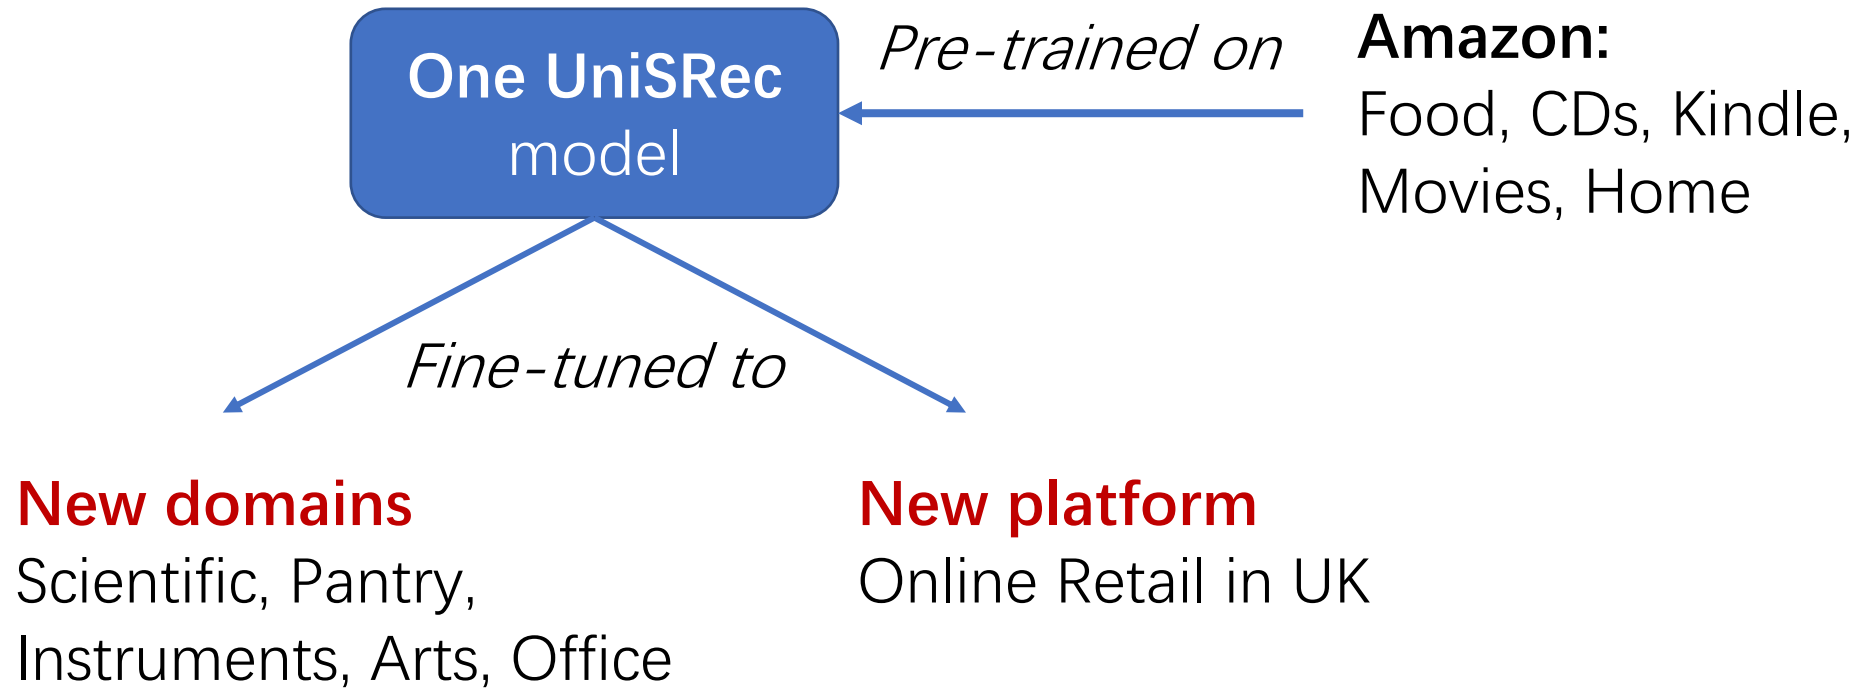 One UniSRec
model
Pre-trained on
Amazon:
Food, CDs, Kindle,
Movies, Home
Fine-tuned to
New domains
Scientific, Pantry,
Instruments, Arts, Office
New platform
Online Retail in UK